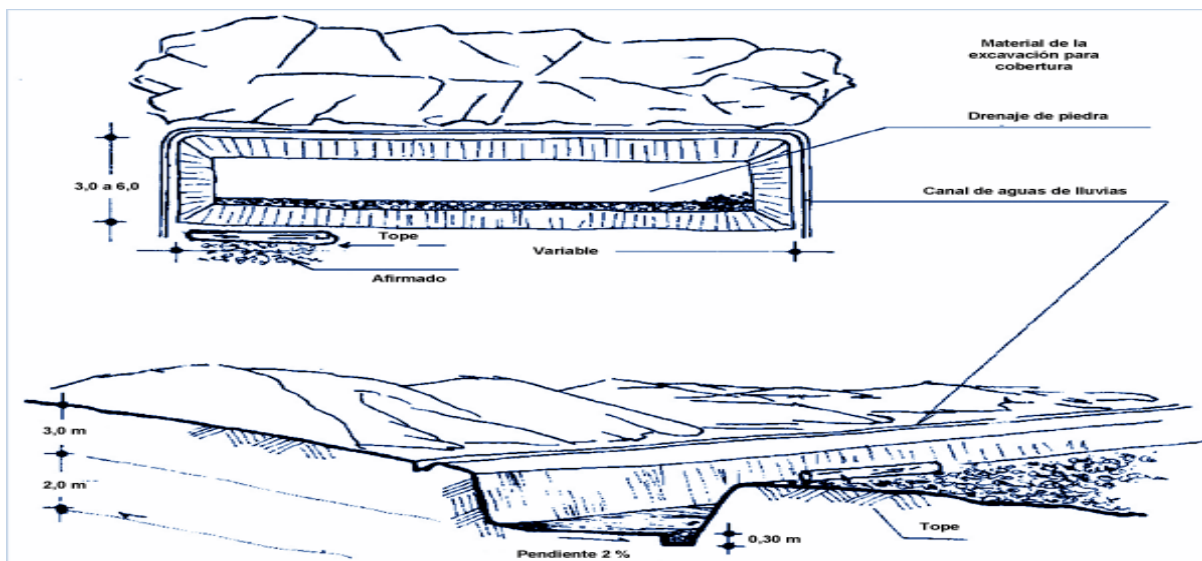 Material de la
excavación para
cobertura
Drenaje de piedra
3,0 a 6,0
Canal de aguas de lluvias
Tope
Variable
Afirmado
3,0 m
2,0 m
Tope
0,30 m
Pendiente 2 %